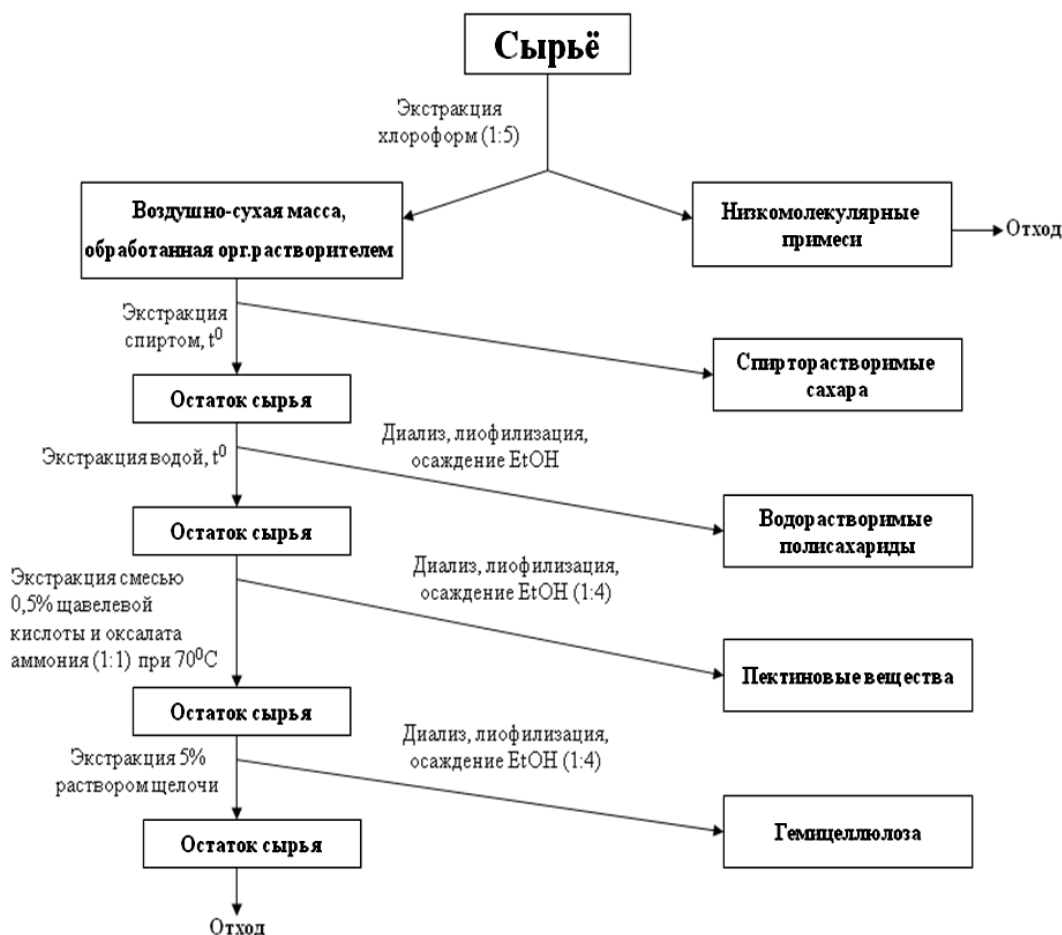 Сырьё
Экстракция
хлороформ (1:5)
Воздушно-сухая масса,
обработанная орг.растворителем
Низкомолекулярные
примеси
Отход
Экстракция
спиртом, t⁰
Спирторастворимые
сахара
Остаток сырья
Диализ, лиофилизация,
осаждение EtOH
Экстракция водой, t⁰
Водорастворимые
полисахариды
Остаток сырья
Диализ, лиофилизация,
осаждение EtOH (1:4)
Экстракция смесью
0,5% щавелевой
кислоты и оксалата
аммония (1:1) при 70⁰С
Пектиновые вещества
Остаток сырья
Диализ, лиофилизация,
осаждение EtOH (1:4)
Экстракция 5%
раствором щелочи
Гемицеллюлоза
Остаток сырья
Отход